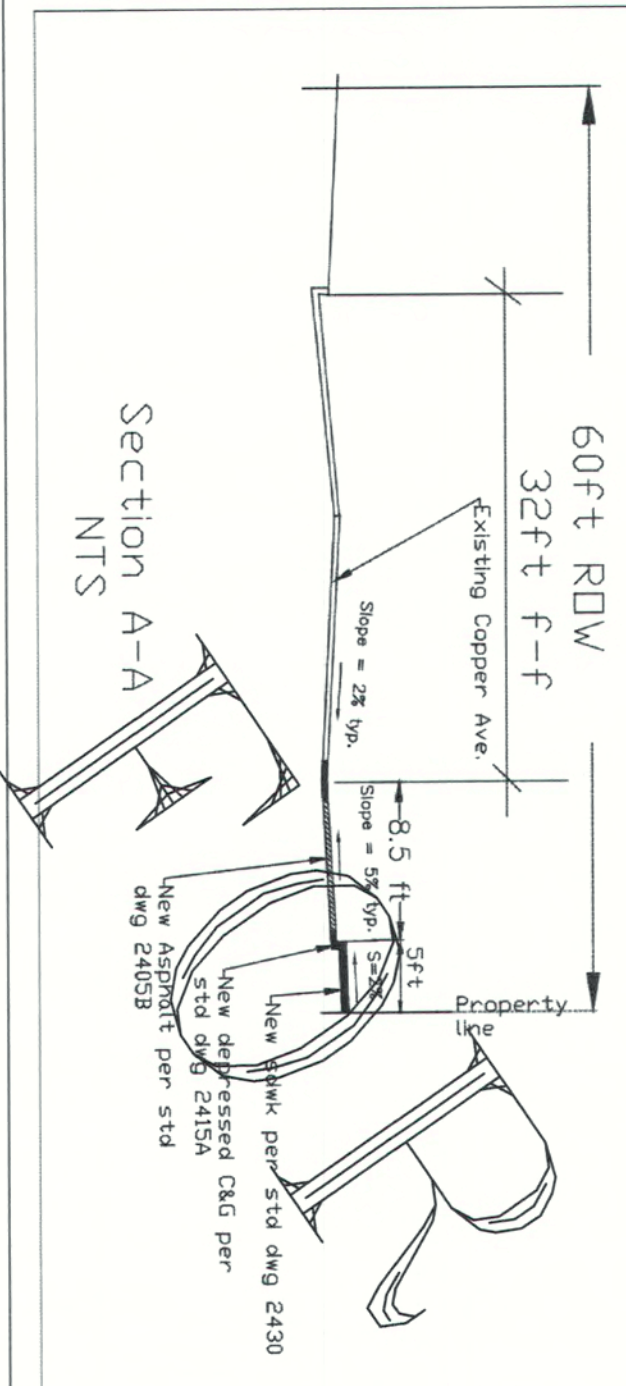 60ft ROW
32ft f-f
Existing Copper Ave.
Slope = 2% typ.
8.5 ft
Slope = 5% typ.
5ft
S=2%
Property
line
New sdwk per std dwg 2430
New depressed C&G per
std dwg 2415A
New Asphalt per std
dwg 2405B
Section A-A
NTS
FOR